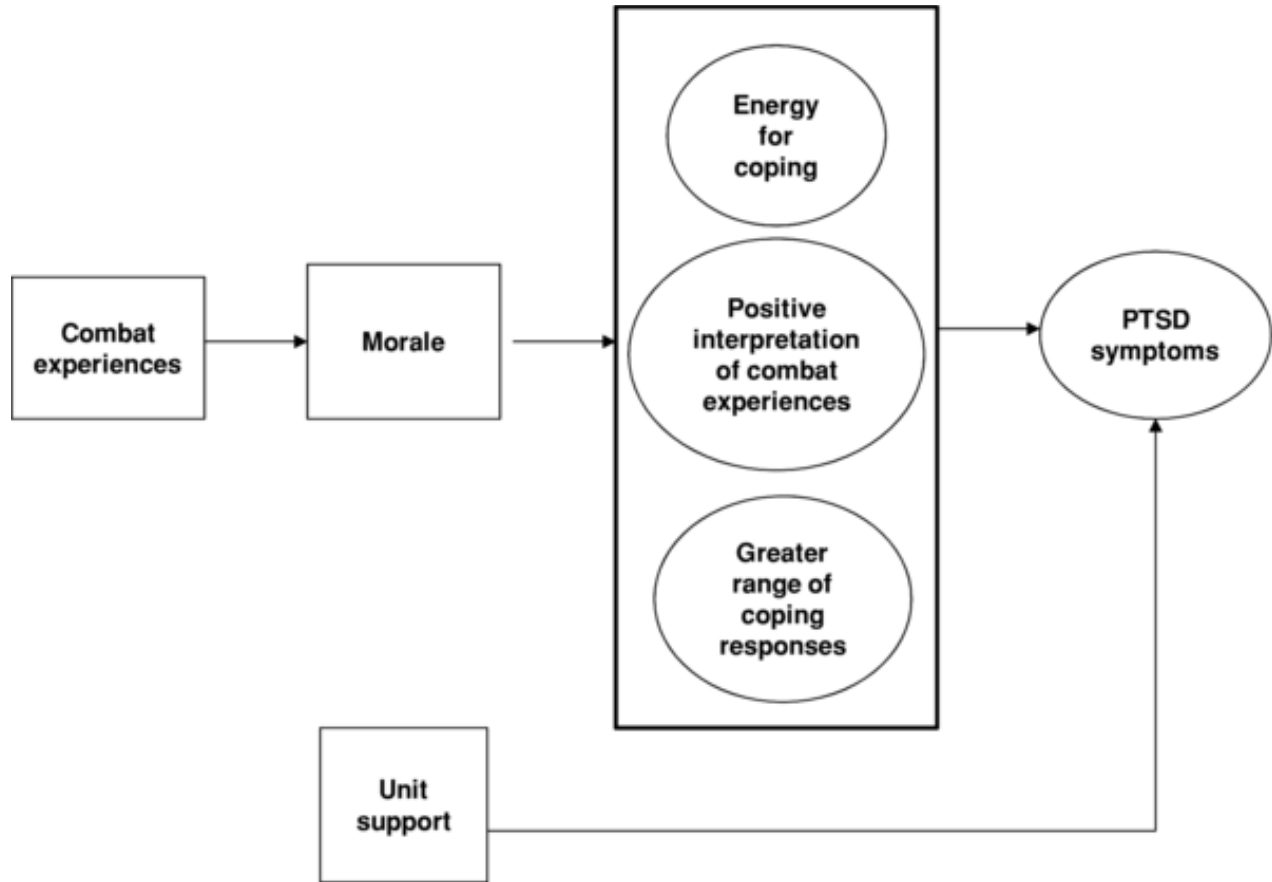 Energy
for
coping
Combat
experiences
Morale
Positive
interpretation
of combat
experiences
PTSD
symptoms
Greater
range of
coping
responses
Unit
support